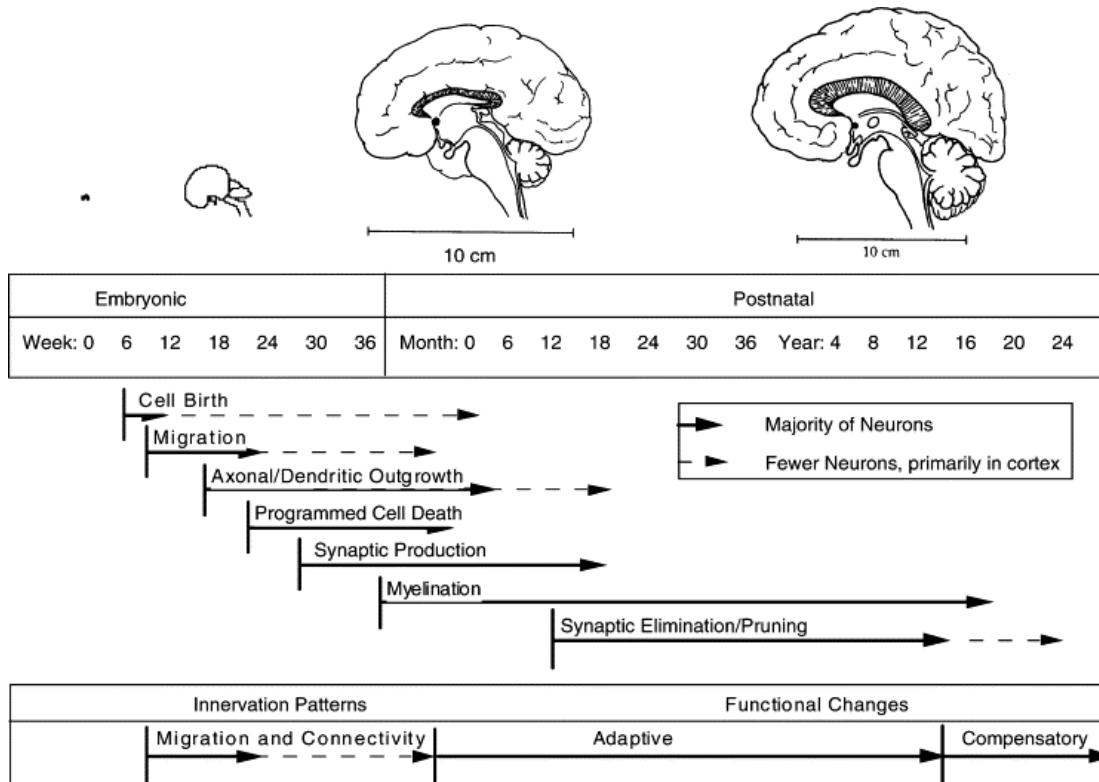 10 cm
10 cm
Embryonic Postnatal
Week: 0 6 12 18 24 30 36 Month: 0 6 12 18 24 30 36 Year: 4 8 12 16 20 24
Cell Birth
Migration
Axonal/Dendritic Outgrowth
Programmed Cell Death
Synaptic Production
Myelination
Synaptic Elimination/Pruning
Majority of Neurons
Fewer Neurons, primarily in cortex
Innervation Patterns Functional Changes
Migration and Connectivity Adaptive Compensatory